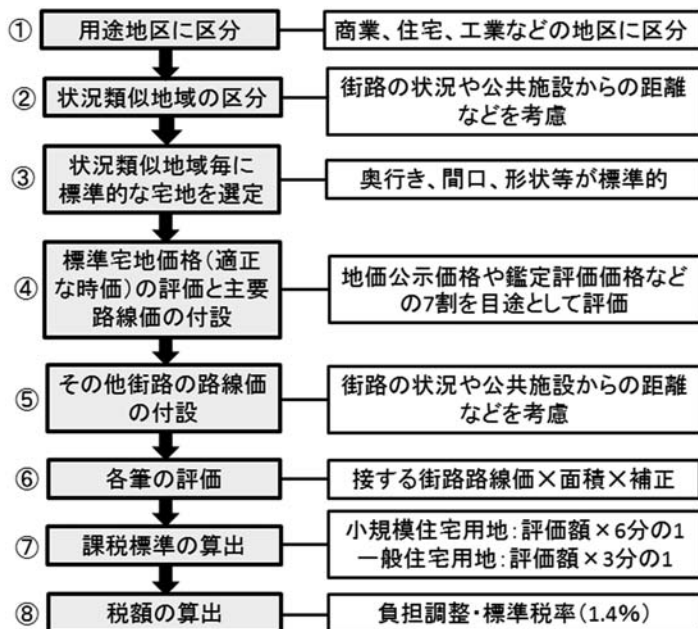 ①
用途地区に区分
商業、住宅、工業などの地区に区分
②
状況類似地域の区分
街路の状況や公共施設からの距離
などを考慮
③
状況類似地域毎に
標準的な宅地を選定
奥行き、間口、形状等が標準的
④
標準宅地価格(適正
な時価)の評価と主要
路線価の付設
地価公示価格や鑑定評価価格など
の7割を目途として評価
⑤
その他街路の路線価
の付設
街路の状況や公共施設からの距離
などを考慮
⑥
各筆の評価
接する街路路線価×面積×補正
⑦
課税標準の算出
小規模住宅用地:評価額×6分の1
一般住宅用地:評価額×3分の1
⑧
税額の算出
負担調整・標準税率(1.4%)